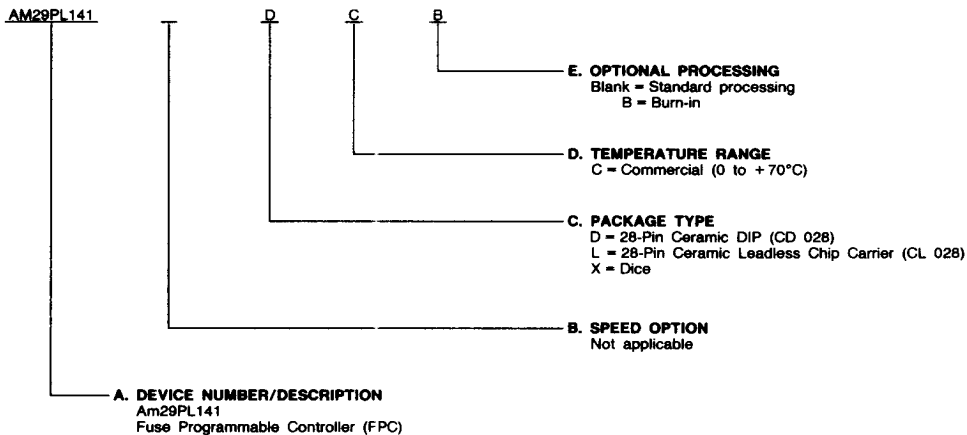 AM29PL141 D C B
E. OPTIONAL PROCESSING
Blank = Standard processing
B = Burn-in
D. TEMPERATURE RANGE
C = Commercial (0 to +70°C)
C. PACKAGE TYPE
D = 28-Pin Ceramic DIP (CD 028)
L = 28-Pin Ceramic Leadless Chip Carrier (CL 028)
X = Dice
B. SPEED OPTION
Not applicable
A. DEVICE NUMBER/DESCRIPTION
Am29PL141
Fuse Programmable Controller (FPC)